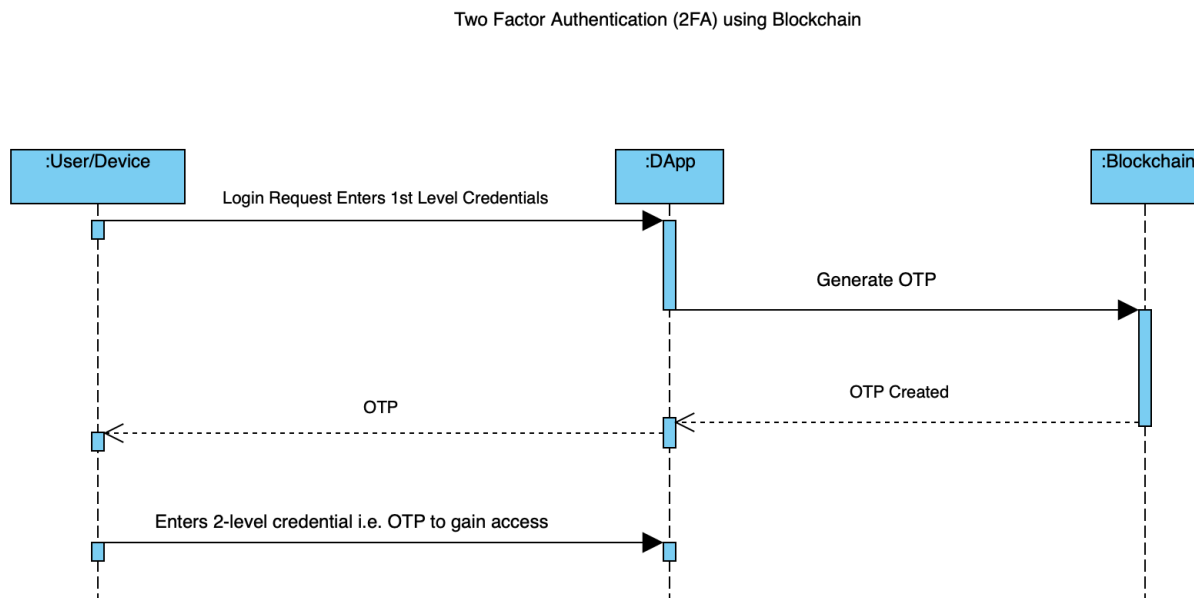 Two Factor Authentication (2FA) using Blockchain
:User/Device
:DApp
:Blockchain
Login Request Enters 1st Level Credentials
Generate OTP
OTP Created
OTP
Enters 2-level credential i.e. OTP to gain access